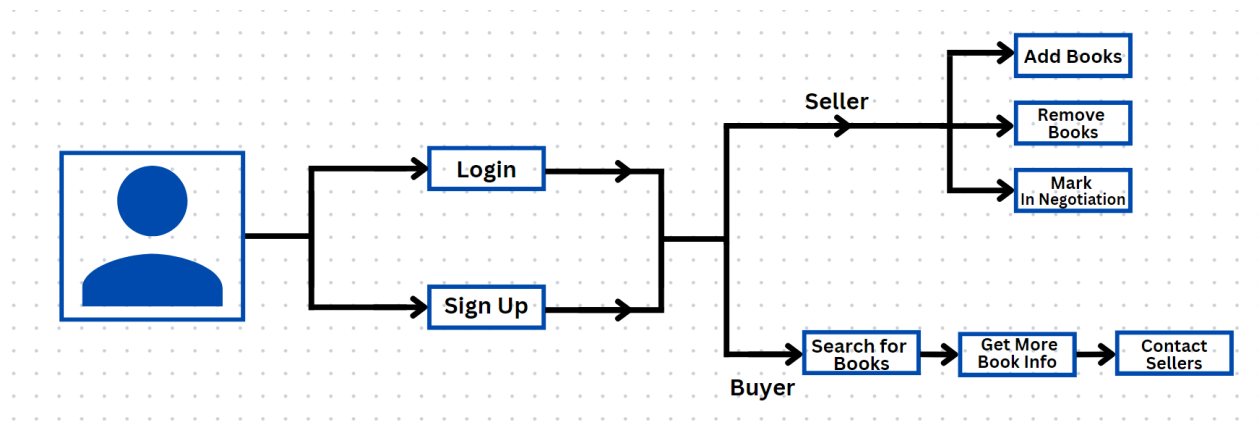 Login
Sign Up
Seller
Add Books
Remove
Books
Mark
In Negotiation
Buyer
Search for
Books
Get More
Book Info
Contact
Sellers